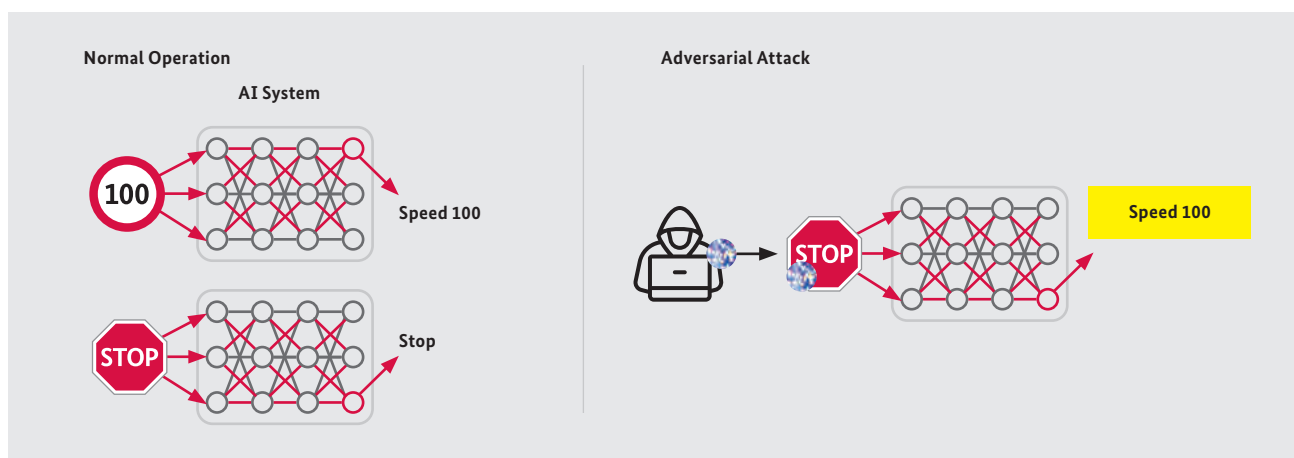 Normal Operation
AI System
100
Speed 100
STOP
Stop
Adversarial Attack
STOP
Speed 100